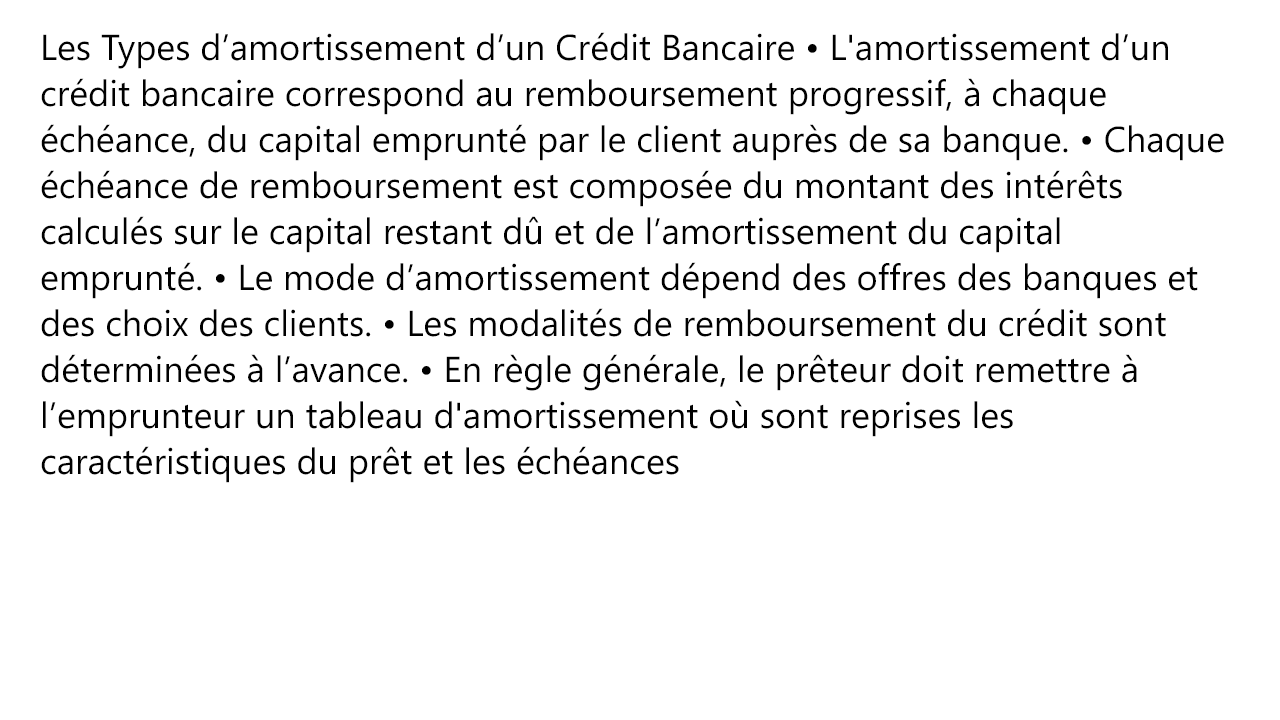 Les Types d’amortissement d’un Crédit Bancaire • L'amortissement d’un
crédit bancaire correspond au remboursement progressif, à chaque
échéance, du capital emprunté par le client auprès de sa banque. • Chaque
échéance de remboursement est composée du montant des intérêts
calculés sur le capital restant dû et de l’amortissement du capital
emprunté. • Le mode d’amortissement dépend des offres des banques et
des choix des clients. • Les modalités de remboursement du crédit sont
déterminées à l’avance. • En règle générale, le prêteur doit remettre à
l’emprunteur un tableau d'amortissement où sont reprises les
caractéristiques du prêt et les échéances